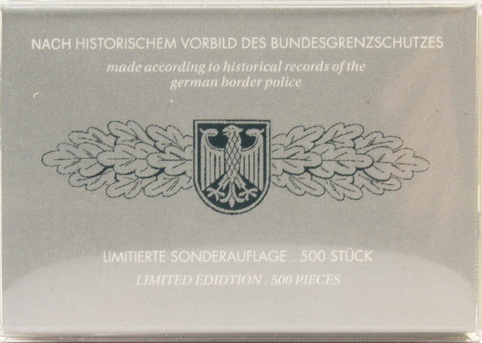 NACH HISTORISCHEM VORBILD DES BUNDESGRENZSCHUTZES
made according to historical records of the
german border police
LIMITIERTE SONDERAUFLAGE . 500 STÜCK
LIMITED EDIDTION . 500 PIECES